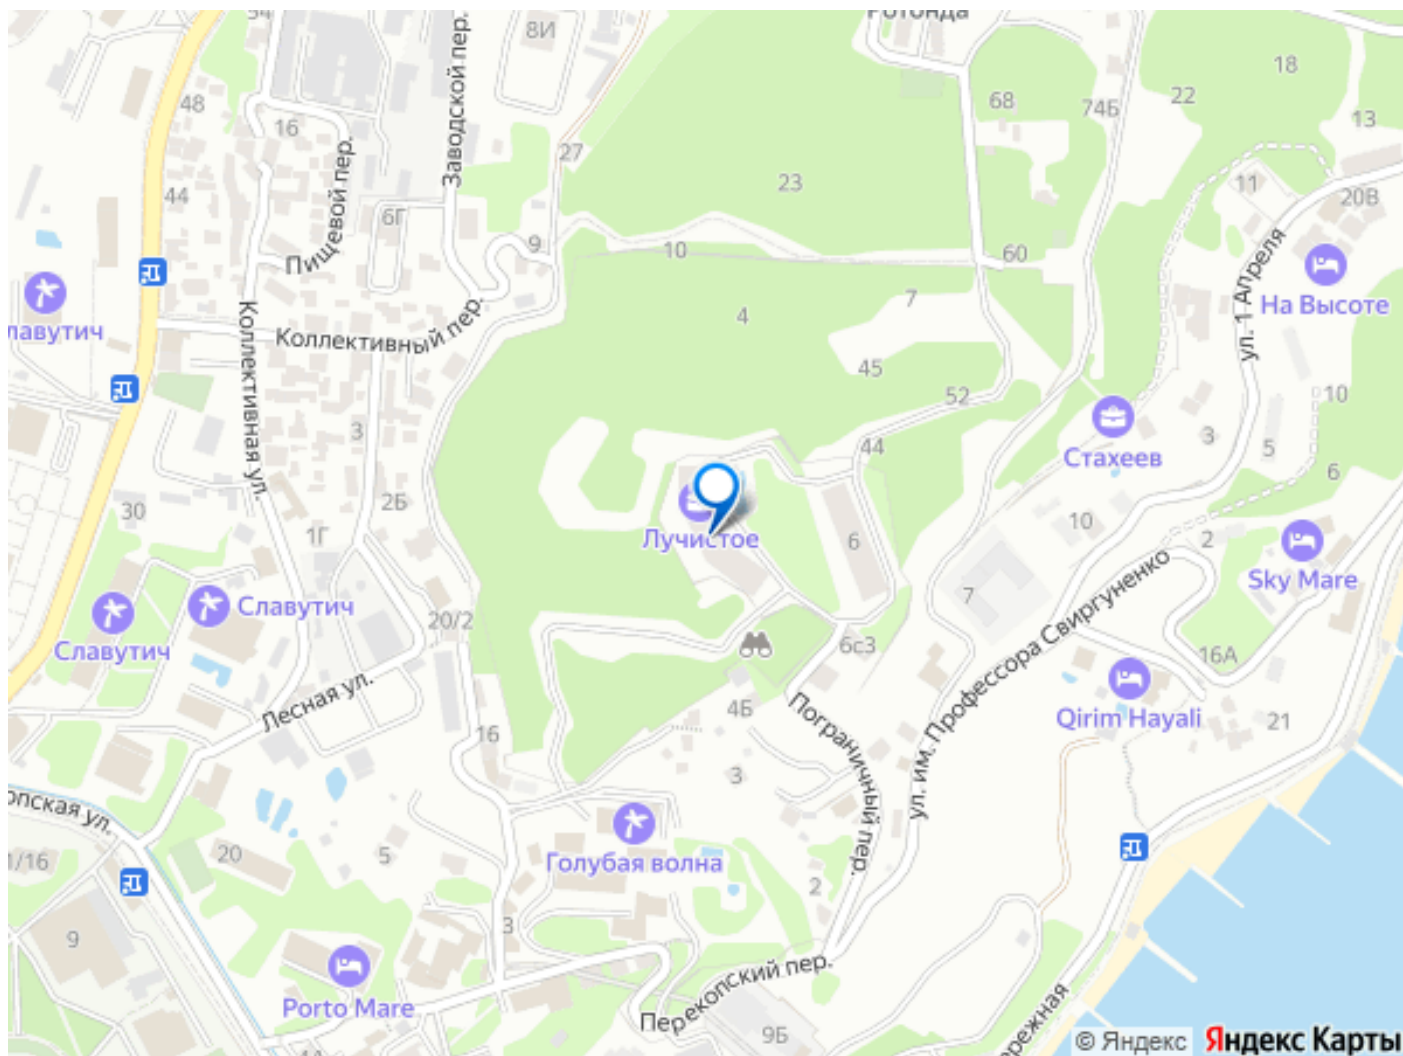 Ротонда
34
8И
18
68
22
74Б
48
13
16
Заводской пер.
27
Пищевой пер.
23
11
44
20В
6Г
9
10
60
ул. 1 Апреля
7
На Высоте
4
лавутич
Коллективный пер.
Коллективная ул.
45
52
10
3
3
5
44
Стахеев
6
2Б
30
10
1Г
Лучистое
6
2
Sky Mare
7
Славутич
20/2
ул. им. Профессора Свиргуненко
Славутич
6с3
16А
Лесная ул.
4Б
Qirim Hayali
21
16
Пограничный пер.
3
опская ул.
1/16
20
5
Голубая волна
2
3
9
Перекопский пер.
Porto Mare
9Б
ережная
© Яндекс
Яндекс Карты